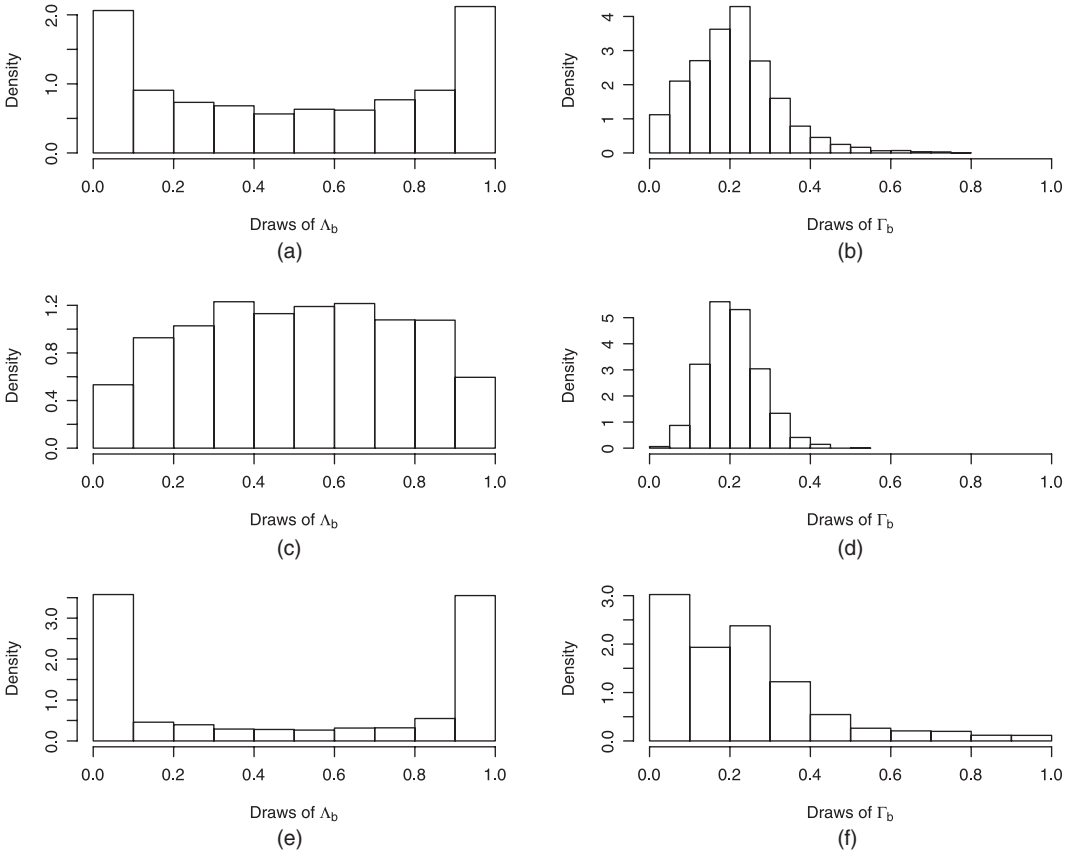 Density
0.0 1.0 2.0
0.0 0.2 0.4 0.6 0.8 1.0
Draws of Λb
(a)
Density
0 1 2 3 4
0.0 0.2 0.4 0.6 0.8 1.0
Draws of Γb
(b)
Density
0.0 0.4 0.8 1.2
0.0 0.2 0.4 0.6 0.8 1.0
Draws of Λb
(c)
Density
0 1 2 3 4 5
0.0 0.2 0.4 0.6 0.8 1.0
Draws of Γb
(d)
Density
0.0 1.0 2.0 3.0
0.0 0.2 0.4 0.6 0.8 1.0
Draws of Λb
(e)
Density
0.0 1.0 2.0 3.0
0.0 0.2 0.4 0.6 0.8 1.0
Draws of Γb
(f)